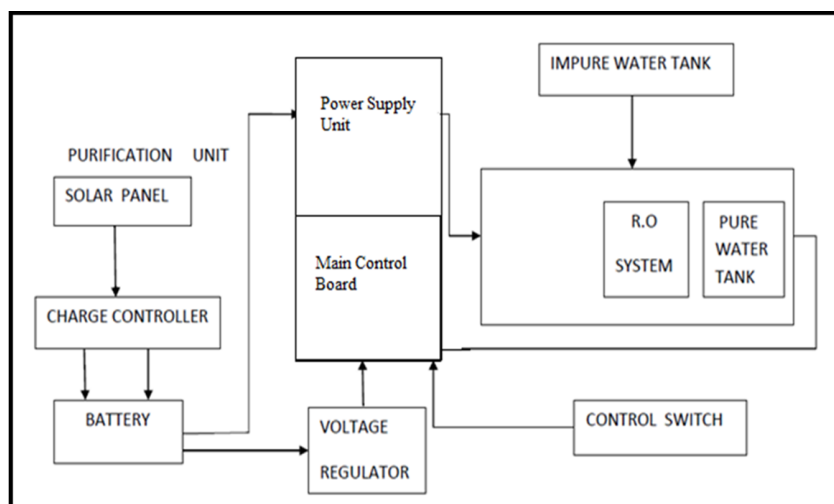 IMPURE WATER TANK
Power Supply
Unit
PURIFICATION UNIT
SOLAR PANEL
R.O
SYSTEM
PURE
WATER
TANK
Main Control
Board
CHARGE CONTROLLER
BATTERY
VOLTAGE
REGULATOR
CONTROL SWITCH